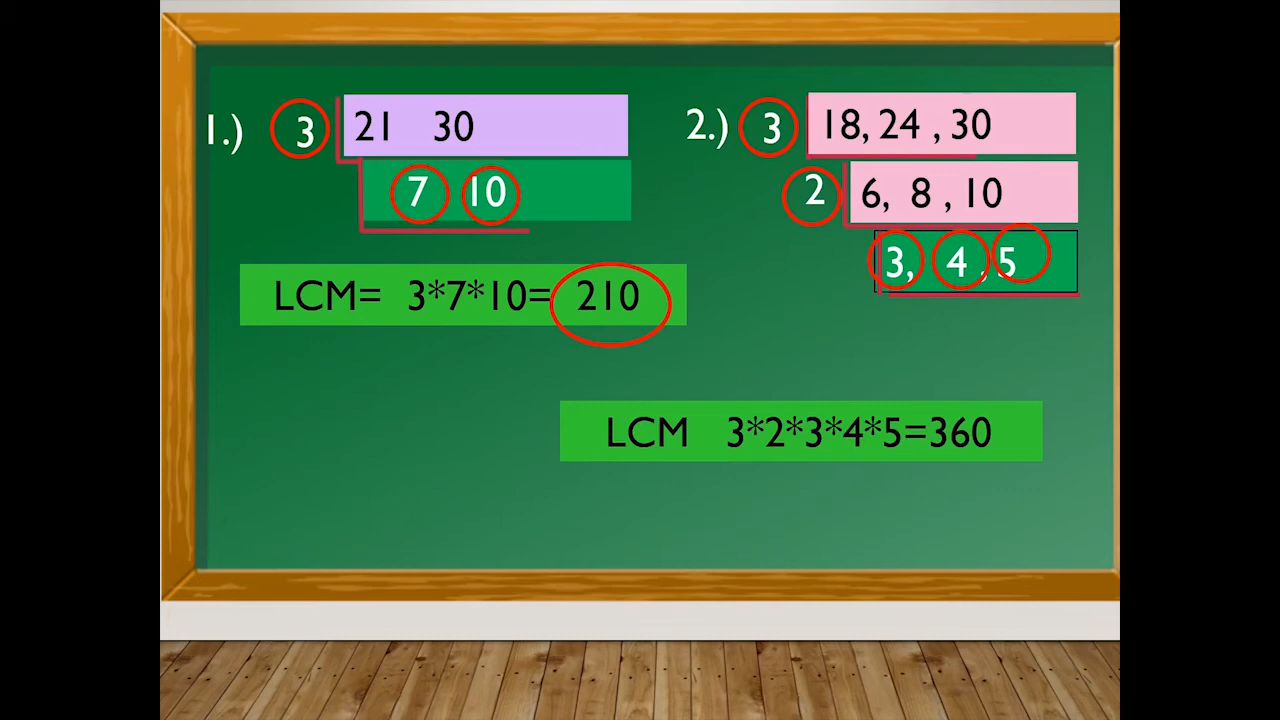 1.) 3 21 30
7 10
LCM= 3*7*10= 210
2.) 3 18, 24 , 30
2 6, 8 , 10
3, 4 , 5
LCM 3*2*3*4*5=360